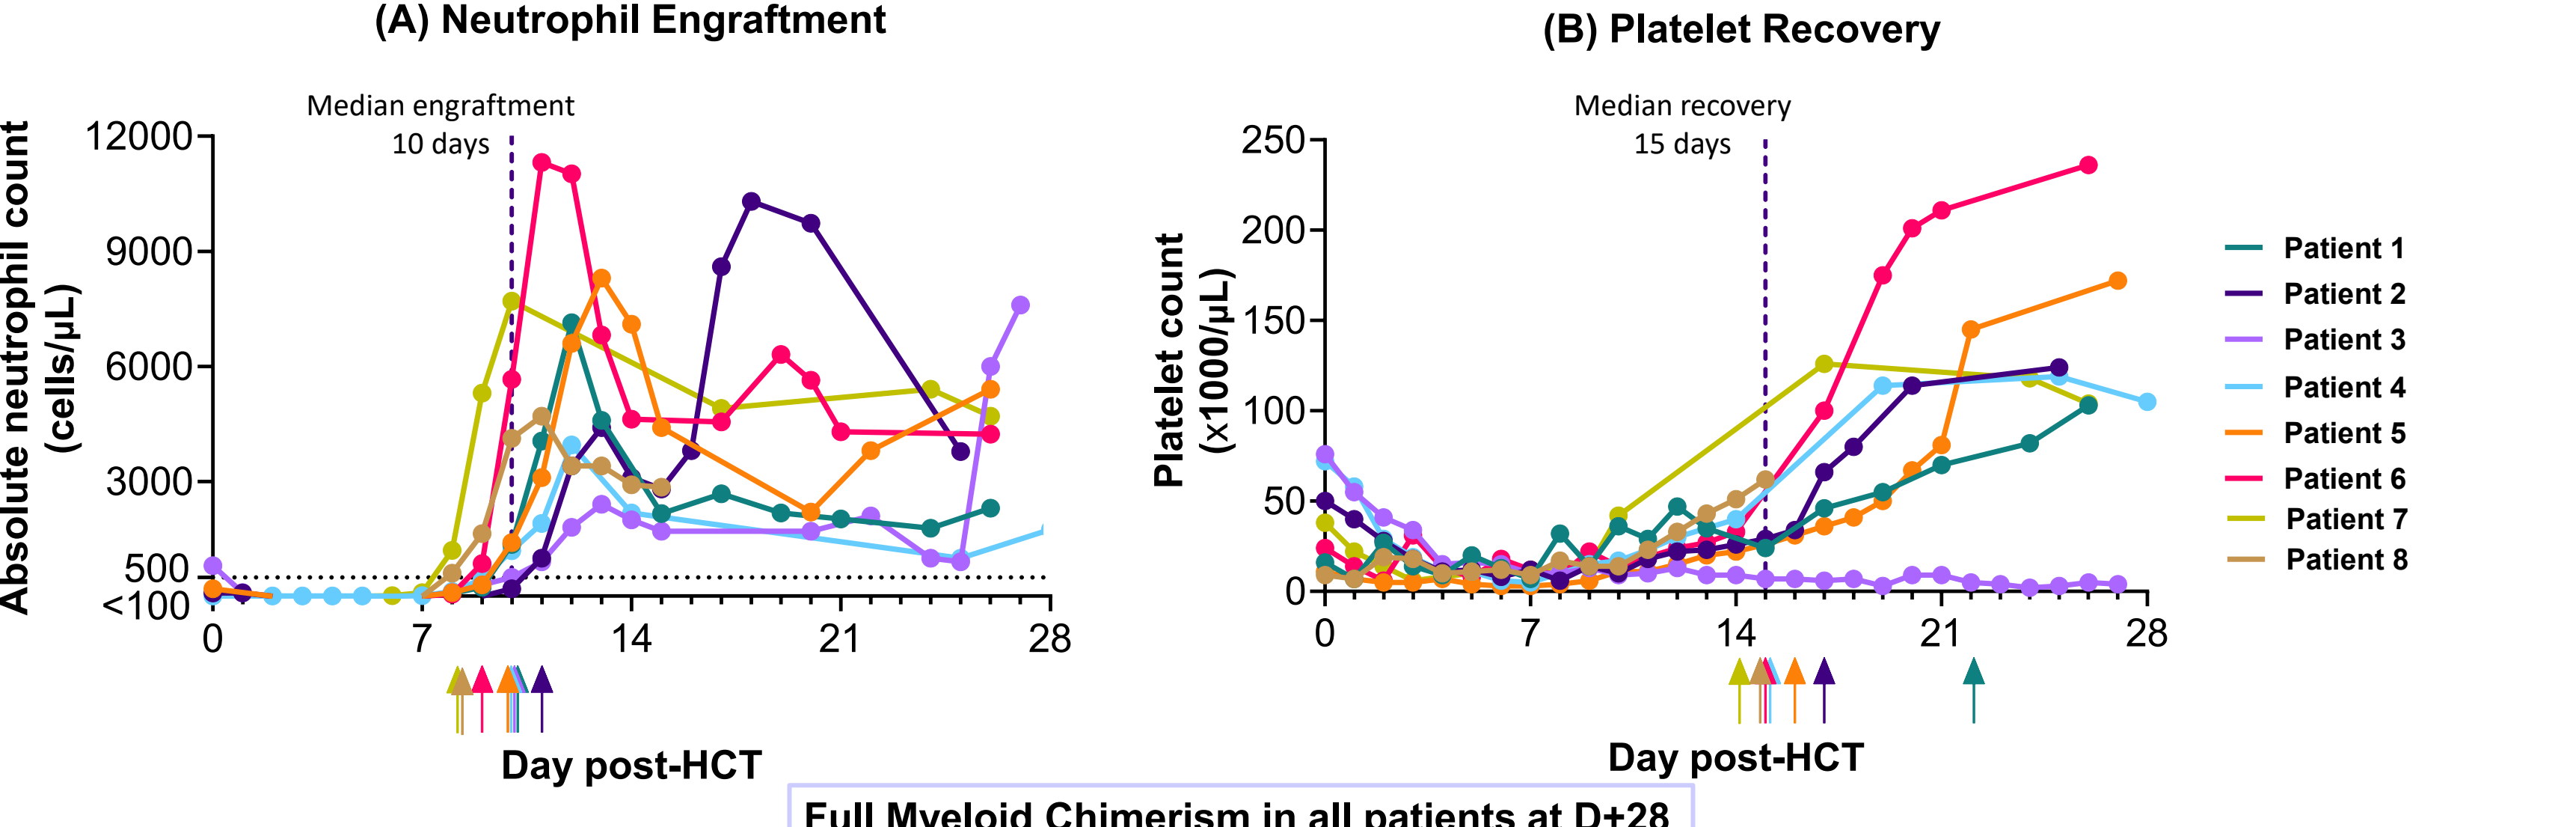 (A) Neutrophil Engraftment
Median engraftment
10 days
Absolute neutrophil count
(cells/µL)
12000
9000
6000
3000
500
<100
0
7
14
21
28
Day post-HCT
(B) Platelet Recovery
Median recovery
15 days
Platelet count
(x1000/µL)
250
200
150
100
50
0
0
7
14
21
28
Day post-HCT
Patient 1
Patient 2
Patient 3
Patient 4
Patient 5
Patient 6
Patient 7
Patient 8
Full Myeloid Chimerism in all patients at D+28